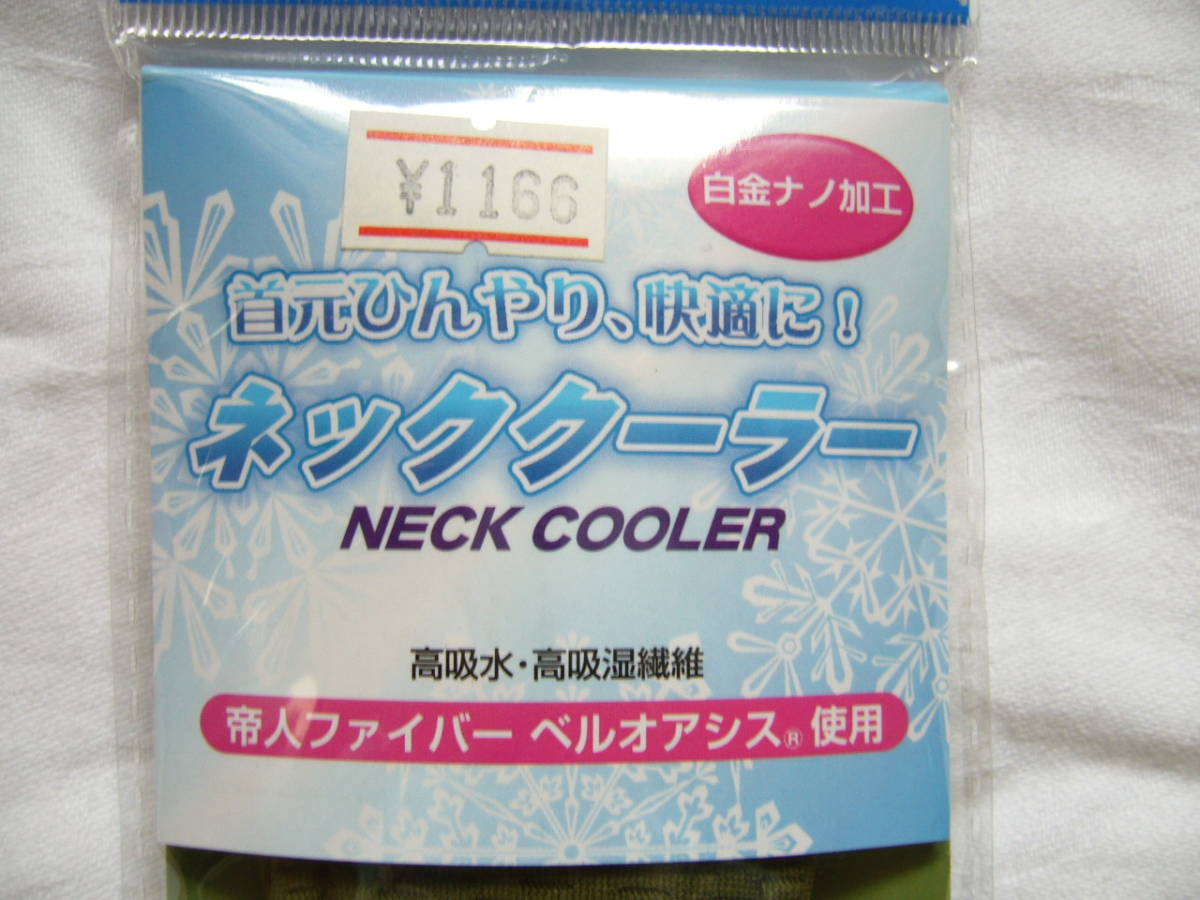 ¥1166
白金ナノ加工
首元ひんやり、快適に!
ネッククーラー
NECK COOLER
高吸水・高吸湿繊維
帝人ファイバー ベルオアシス® 使用